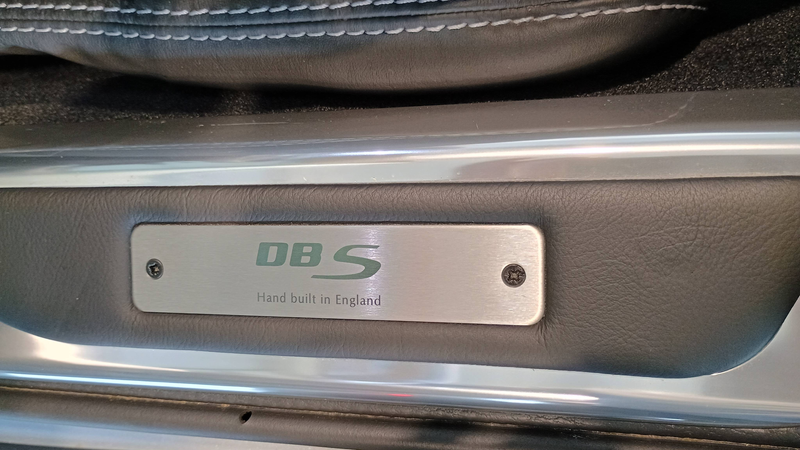 DBS
Hand built in England